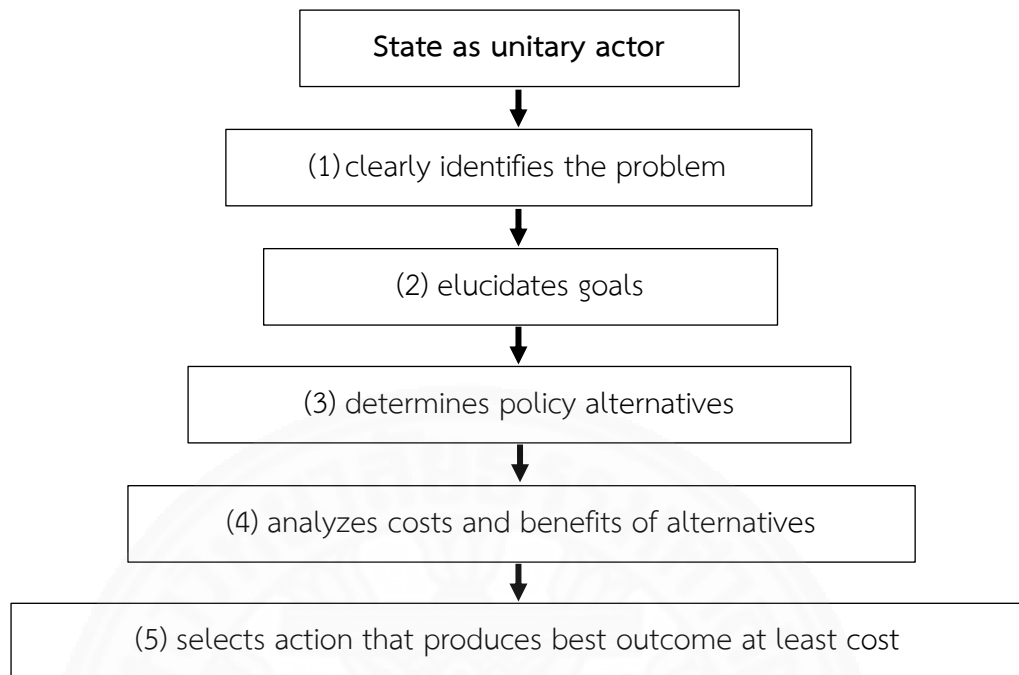 State as unitary actor
(1) clearly identifies the problem
(2) elucidates goals
(3) determines policy alternatives
(4) analyzes costs and benefits of alternatives
(5) selects action that produces best outcome at least cost